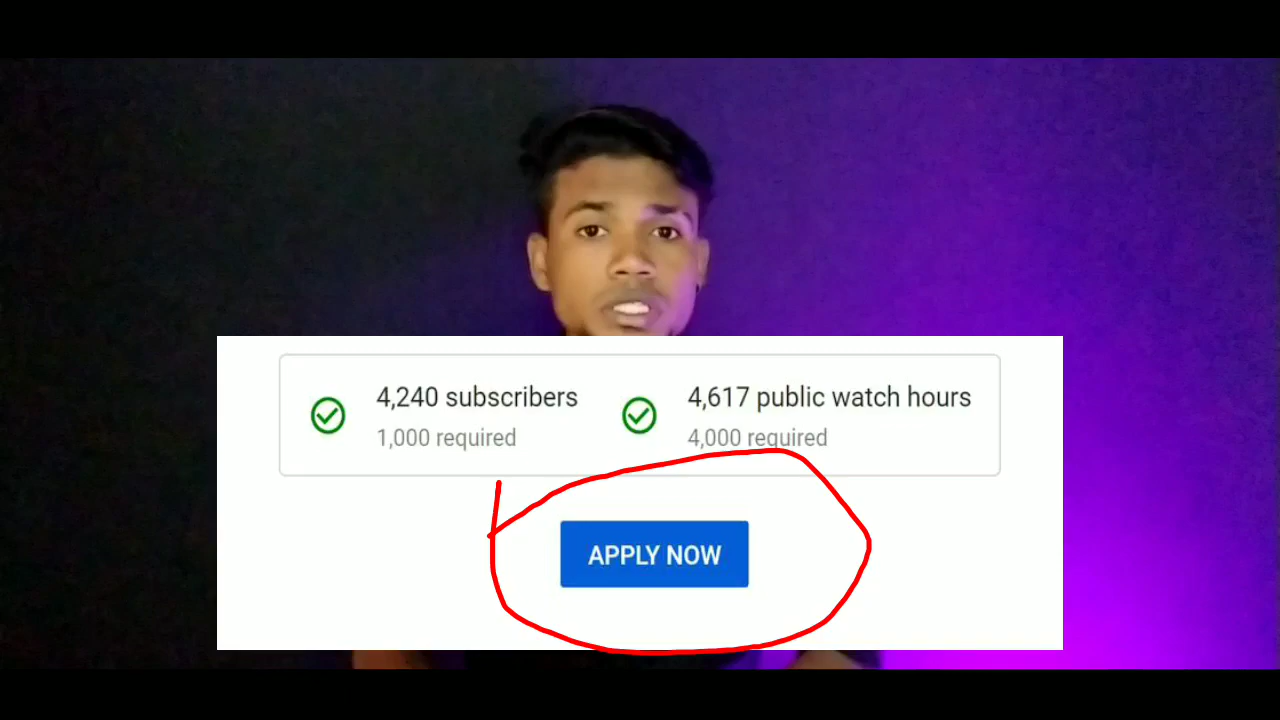 4,240 subscribers
1,000 required
4,617 public watch hours
4,000 required
APPLY NOW